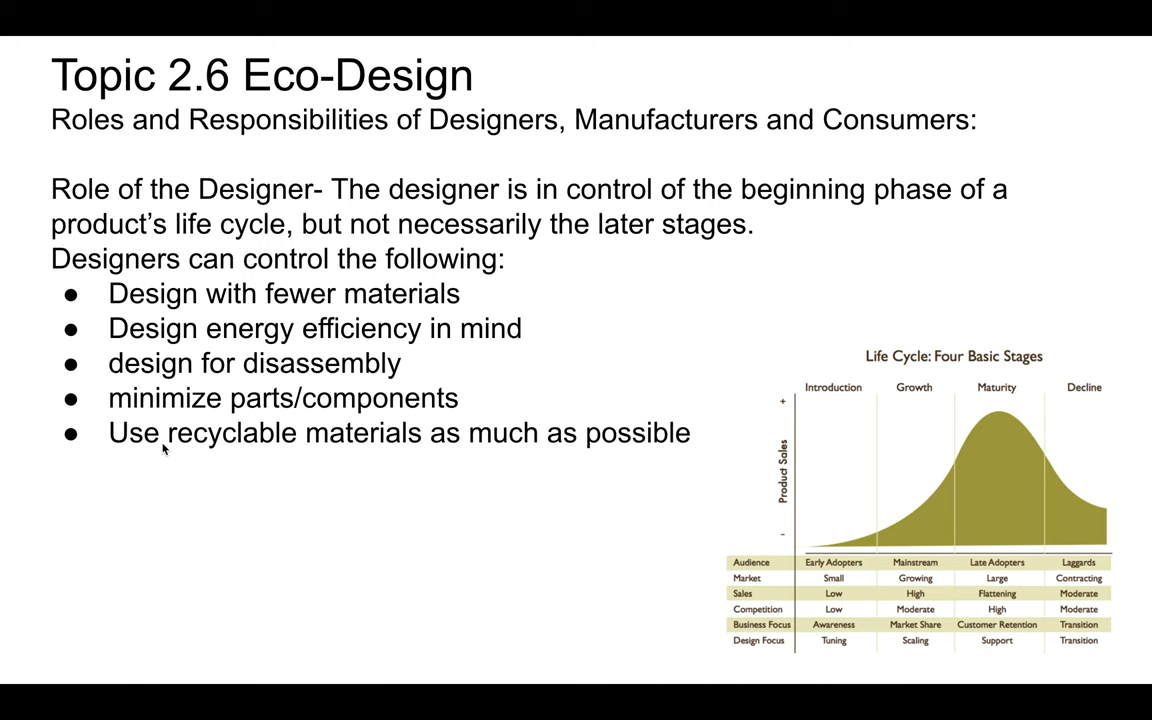 Topic 2.6 Eco-Design
Roles and Responsibilities of Designers, Manufacturers and Consumers:
Role of the Designer- The designer is in control of the beginning phase of a
product’s life cycle, but not necessarily the later stages.
Designers can control the following:
● Design with fewer materials
● Design energy efficiency in mind
● design for disassembly
● minimize parts/components
● Use recyclable materials as much as possible
Life Cycle: Four Basic Stages
Introduction Growth Maturity Decline
+
Product Sales
-
Audience Early Adopters Mainstream Late Adopters Laggards
Market Small Growing Large Contracting
Sales Low High Flattening Moderate
Competition Low Moderate High Moderate
Business Focus Awareness Market Share Customer Retention Transition
Design Focus Tuning Scaling Support Transition